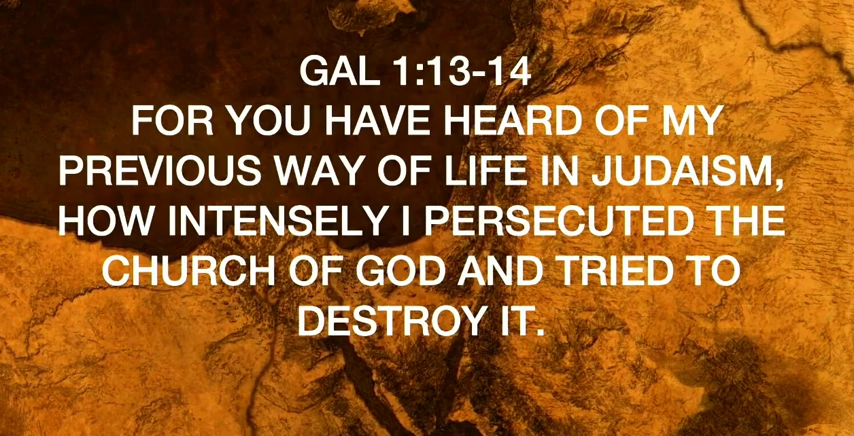 GAL 1:13-14
FOR YOU HAVE HEARD OF MY
PREVIOUS WAY OF LIFE IN JUDAISM,
HOW INTENSELY I PERSECUTED THE
CHURCH OF GOD AND TRIED TO
DESTROY IT.